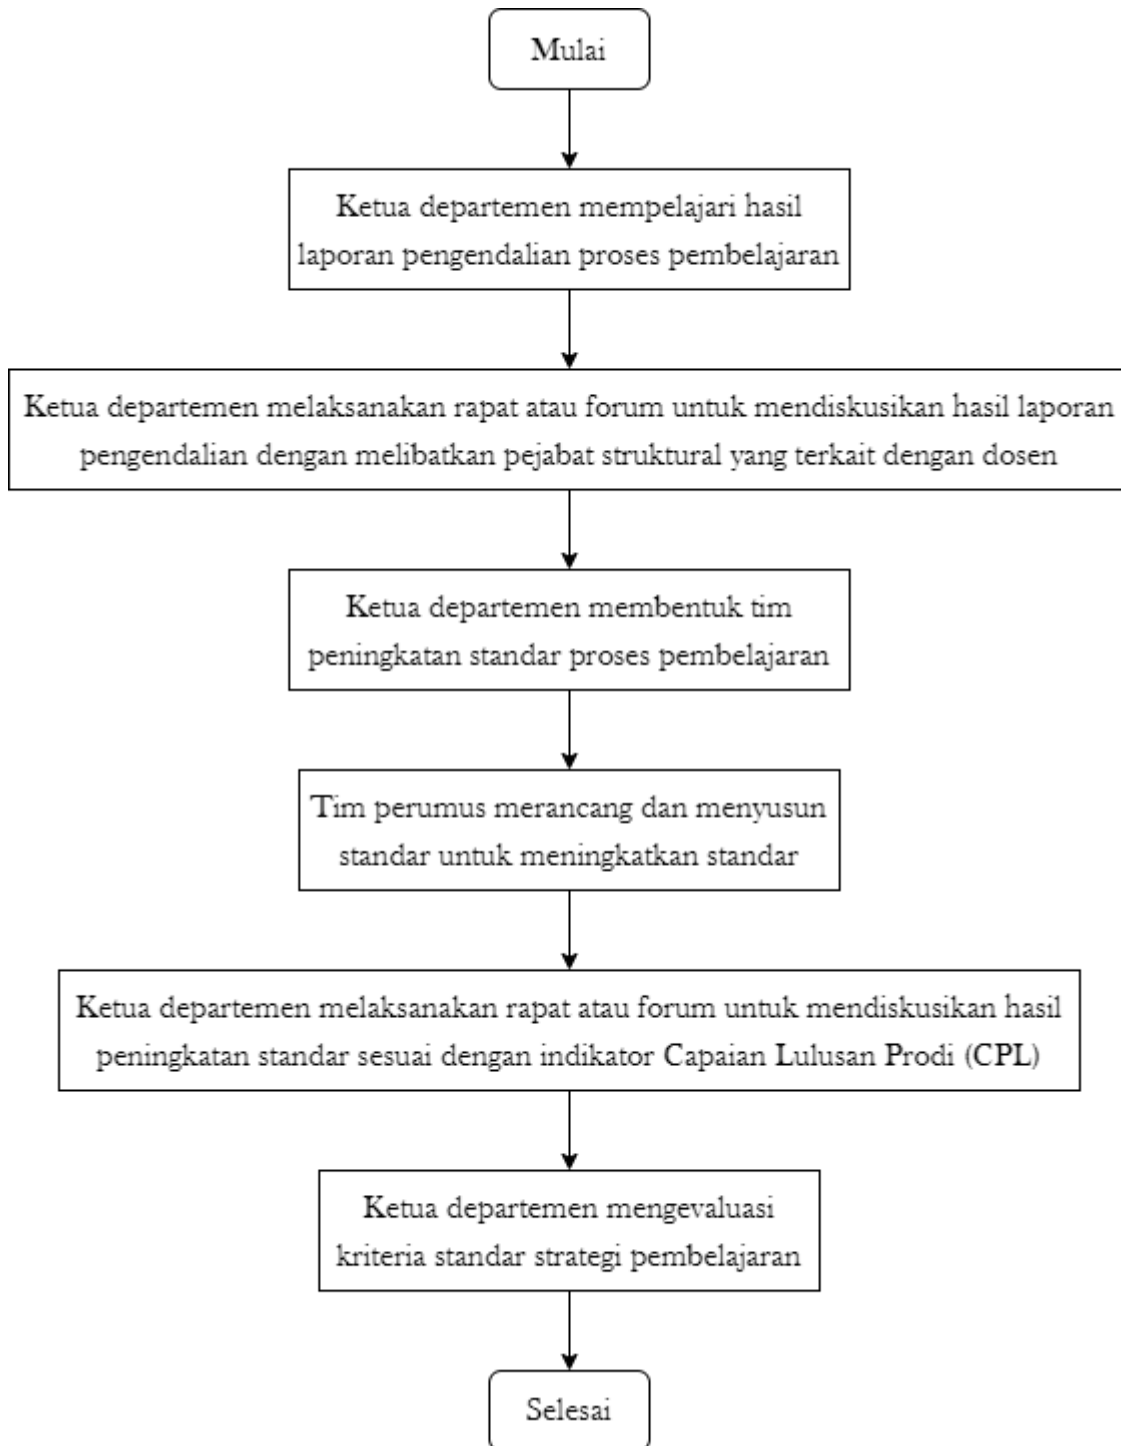 Mulai
Ketua departemen mempelajari hasil
laporan pengendalian proses pembelajaran
Ketua departemen melaksanakan rapat atau forum untuk mendiskusikan hasil laporan
pengendalian dengan melibatkan pejabat struktural yang terkait dengan dosen
Ketua departemen membentuk tim
peningkatan standar proses pembelajaran
Tim perumus merancang dan menyusun
standar untuk meningkatkan standar
Ketua departemen melaksanakan rapat atau forum untuk mendiskusikan hasil
peningkatan standar sesuai dengan indikator Capaian Lulusan Prodi (CPL)
Ketua departemen mengevaluasi
kriteria standar strategi pembelajaran
Selesai